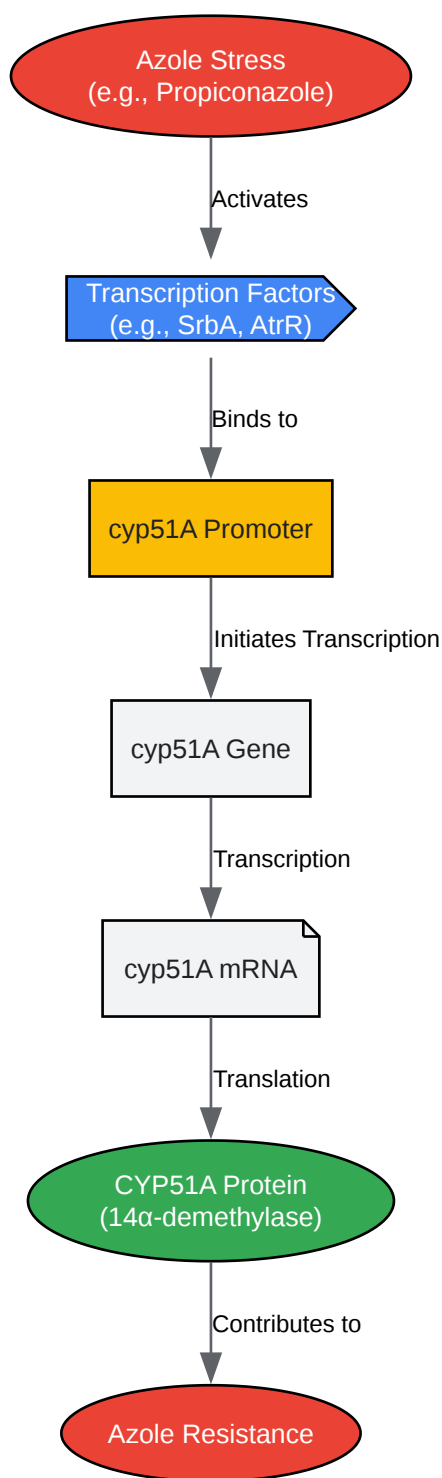 Azole Stress
(e.g., Propiconazole)
Activates
Transcription Factors
(e.g., SrbA, AtrR)
Binds to
cyp51A Promoter
Initiates Transcription
cyp51A Gene
Transcription
cyp51A mRNA
Translation
CYP51A Protein
(14α-demethylase)
Contributes to
Azole Resistance